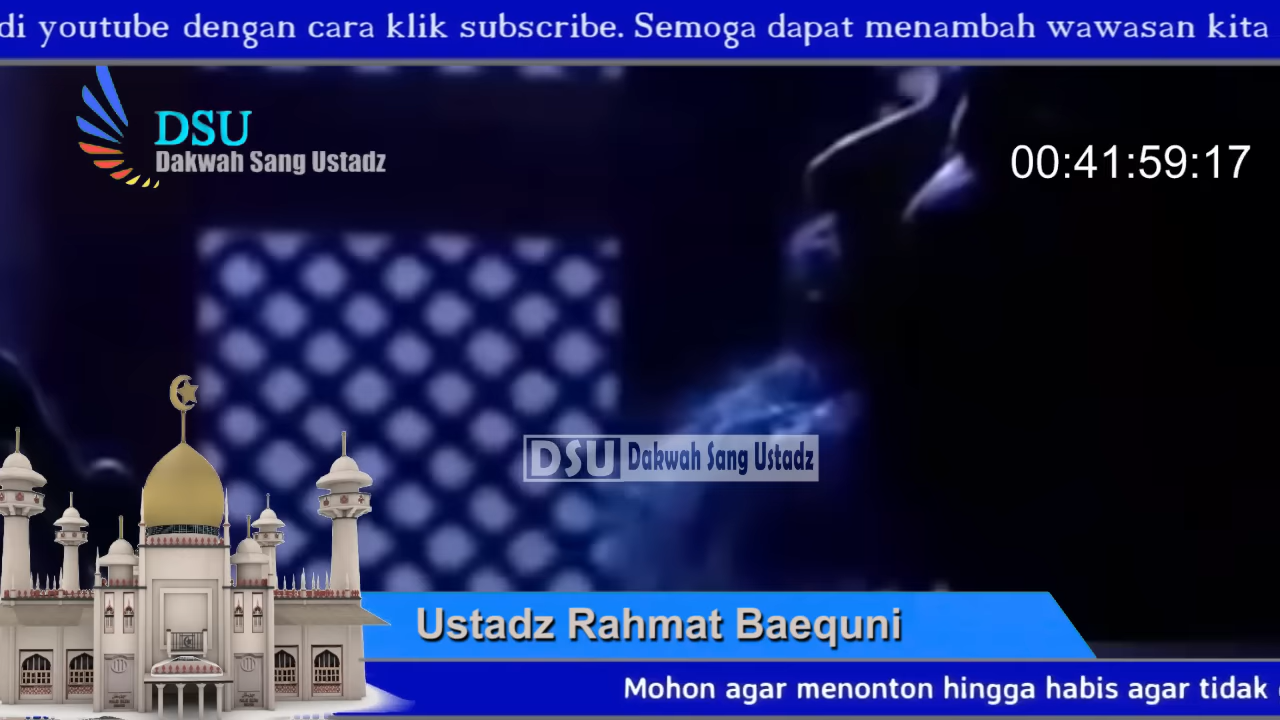 di youtube dengan cara klik subscribe. Semoga dapat menambah wawasan kita
DSU
Dakwah Sang Ustadz
00:41:59:17
DSU Dakwah Sang Ustadz
Ustadz Rahmat Baequni
Mohon agar menonton hingga habis agar tidak